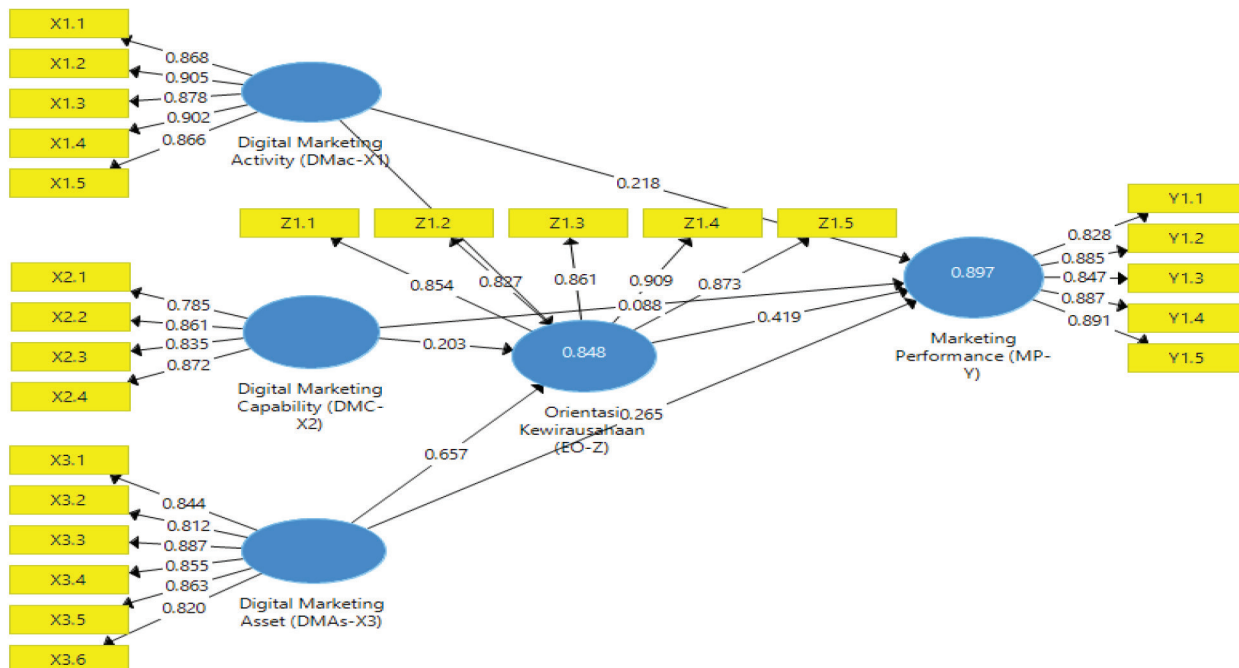 X1.1
X1.2
X1.3
X1.4
X1.5
0.868
0.905
0.878
0.902
0.866
Digital Marketing
Activity (DMac-X1)
0.218
Z1.1
Z1.2
Z1.3
Z1.4
Z1.5
0.854
0.827
0.861
0.909
0.873
X2.1
X2.2
X2.3
X2.4
0.785
0.861
0.835
0.872
Digital Marketing
Capability (DMC-
X2)
0.203
0.088
0.419
0.848
Orientasi
Kewirausahaan
(EO-Z)
0.897
Marketing
Performance (MP-
Y)
0.828
0.885
0.847
0.887
0.891
Y1.1
Y1.2
Y1.3
Y1.4
Y1.5
0.265
0.657
X3.1
X3.2
X3.3
X3.4
X3.5
X3.6
0.844
0.812
0.887
0.855
0.863
0.820
Digital Marketing
Asset (DMAs-X3)